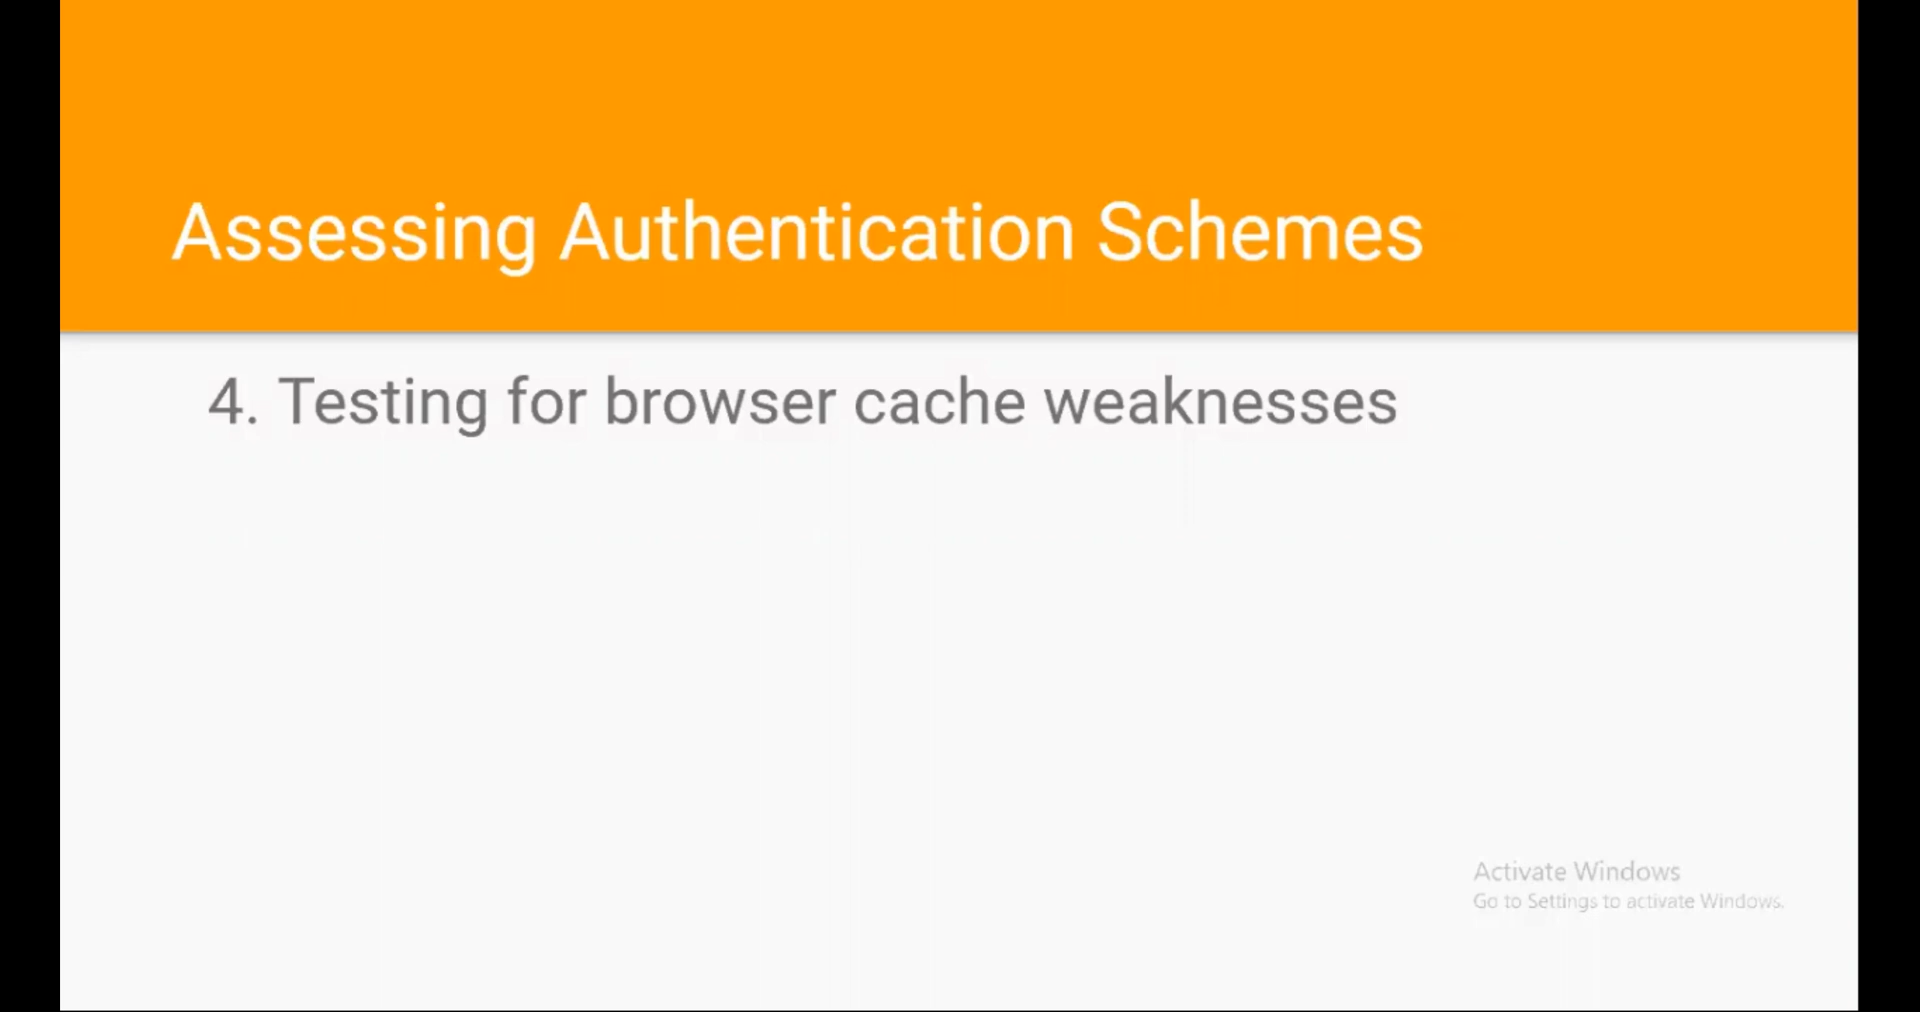 Assessing Authentication Schemes
4. Testing for browser cache weaknesses
Activate Windows
Go to Settings to activate Windows.